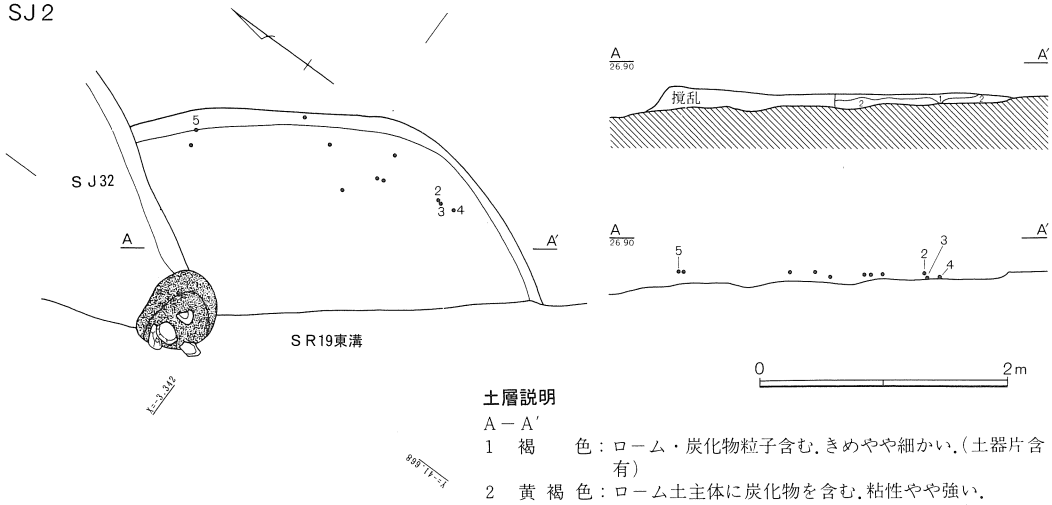 SJ2
5
SJ32
2
3
4
A
A′
SR19東溝
X=-3.342
Y=-41.668
A
26.90
A′
撹乱
2
1
2
A
26.90
A′
5
2
3
4
0
2m
土層説明
A-A′
1 褐色:ローム・炭化物粒子含む.きめやや細かい.(土器片含
有)
2 黄褐色:ローム土主体に炭化物を含む.粘性やや強い.